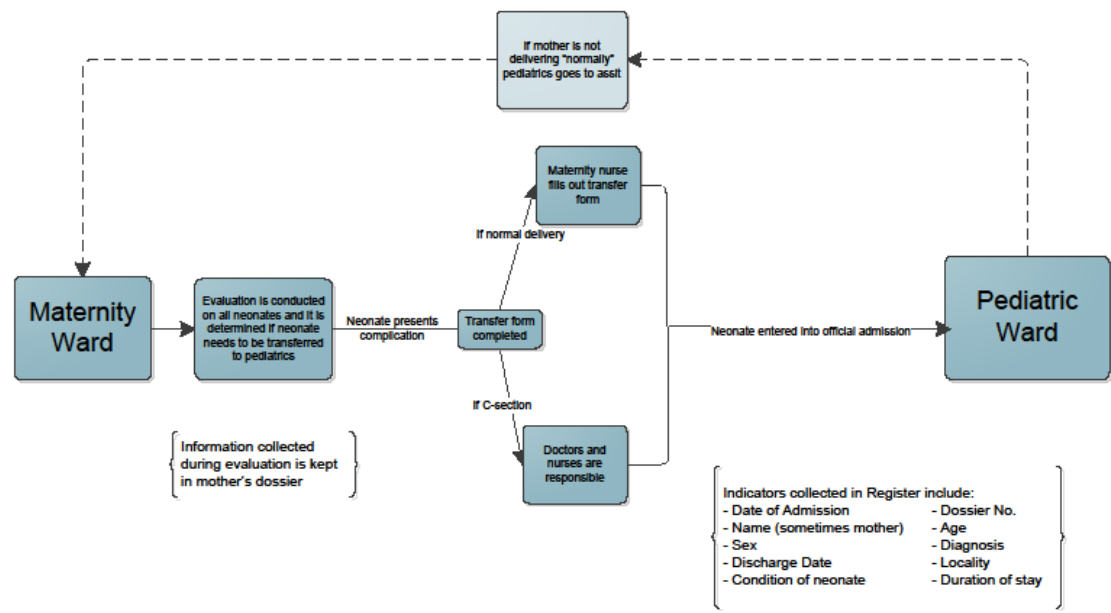 If mother is not
delivering "normally"
pediatrics goes to assit
Maternity nurse
fills out transfer
form
If normal delivery
Maternity
Ward
Evaluation is conducted
on all neonates and it is
determined if neonate
needs to be transferred
to pediatrics
Neonate presents
complication
Transfer form
completed
Neonate entered into official admission
Pediatric
Ward
If C-section
Doctors and
nurses are
responsible
Information collected
during evaluation is kept
in mother's dossier
Indicators collected in Register include:
- Date of Admission - Dossier No.
- Name (sometimes mother) - Age
- Sex - Diagnosis
- Discharge Date - Locality
- Condition of neonate - Duration of stay